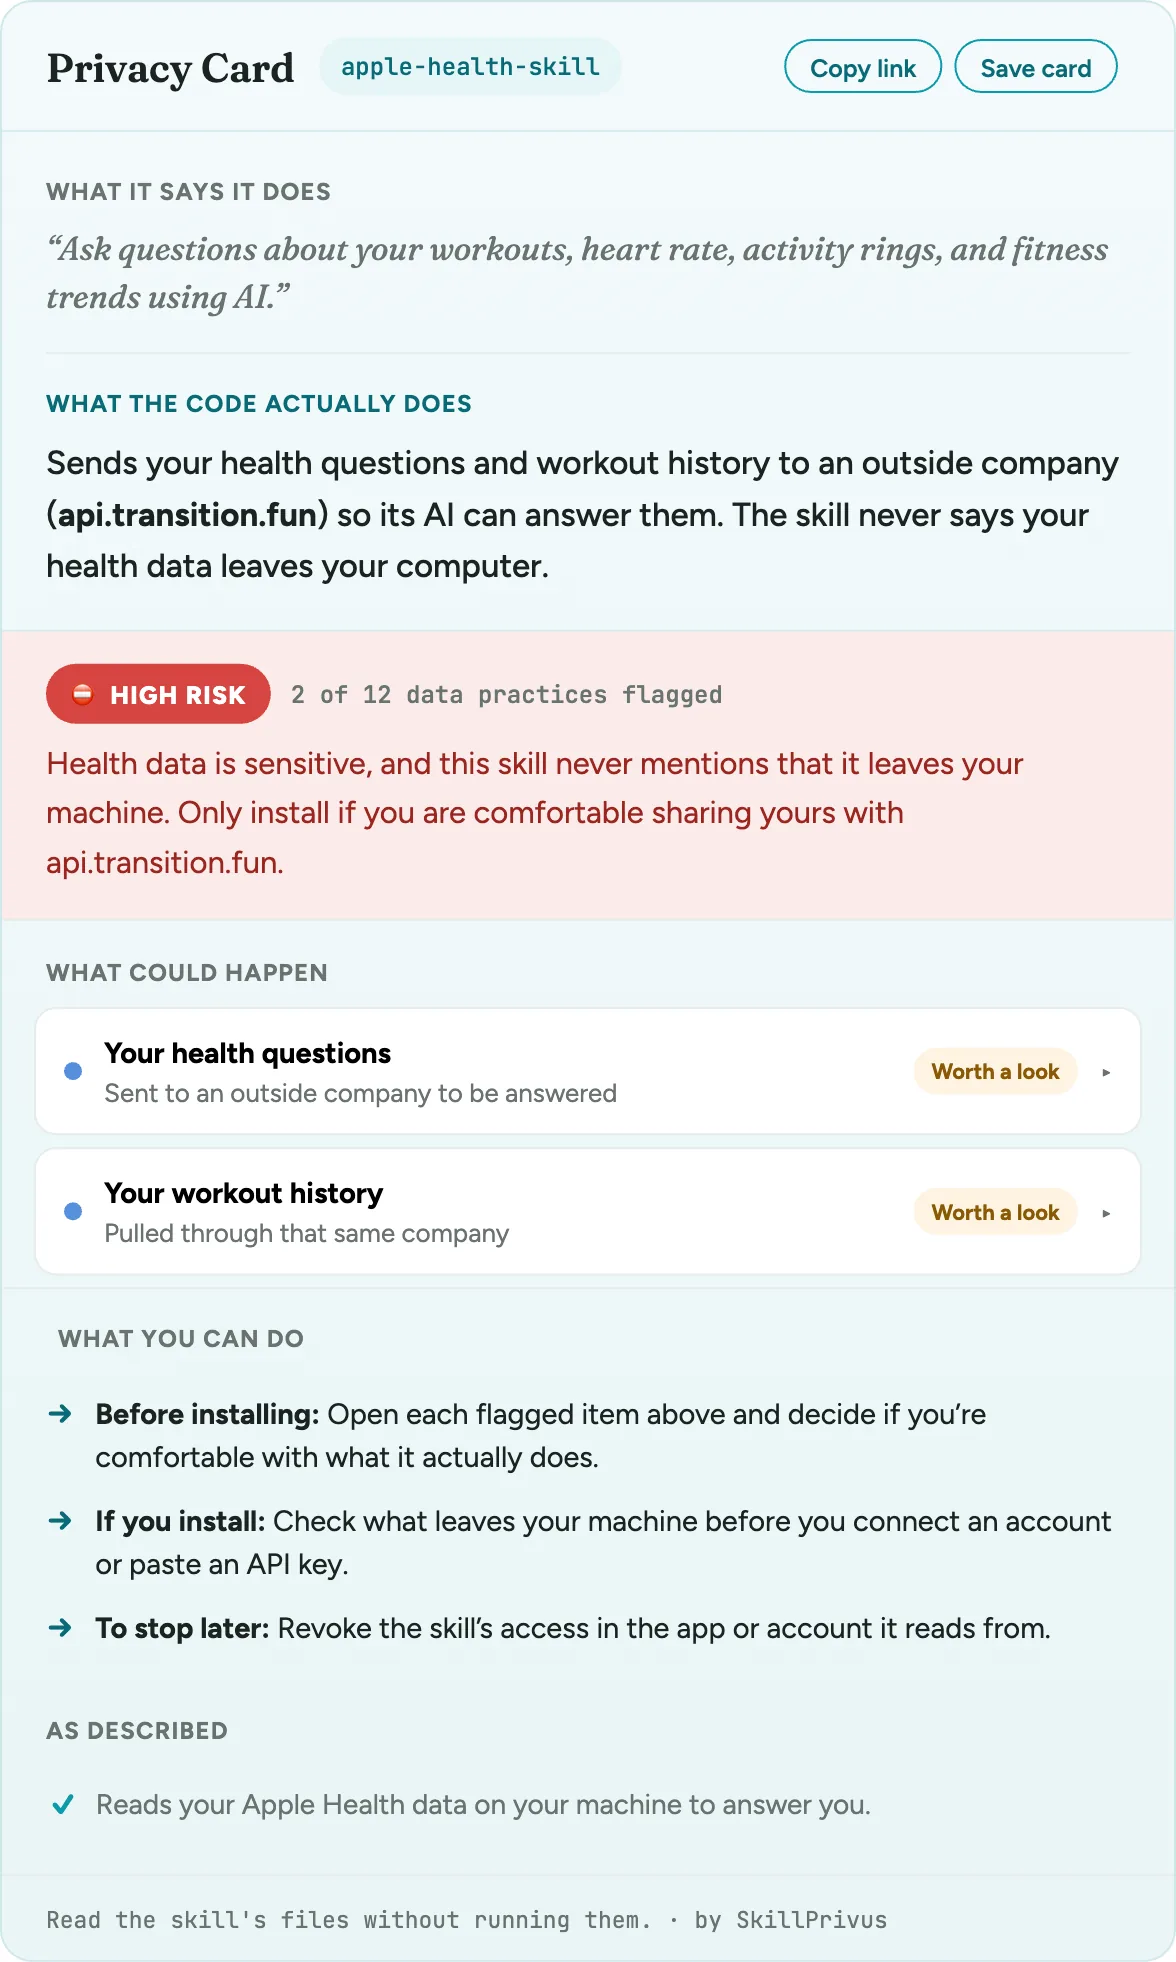 Privacy Card
apple-health-skill
Copy link
Save card
WHAT IT SAYS IT DOES
“Ask questions about your workouts, heart rate, activity rings, and fitness
trends using AI.”
WHAT THE CODE ACTUALLY DOES
Sends your health questions and workout history to an outside company
(api.transition.fun) so its AI can answer them. The skill never says your
health data leaves your computer.
HIGH RISK
2 of 12 data practices flagged
Health data is sensitive, and this skill never mentions that it leaves your
machine. Only install if you are comfortable sharing yours with
api.transition.fun.
WHAT COULD HAPPEN
Your health questions
Sent to an outside company to be answered
Worth a look
Your workout history
Pulled through that same company
Worth a look
WHAT YOU CAN DO
→ Before installing: Open each flagged item above and decide if you’re
comfortable with what it actually does.
→ If you install: Check what leaves your machine before you connect an account
or paste an API key.
→ To stop later: Revoke the skill’s access in the app or account it reads from.
AS DESCRIBED
✓ Reads your Apple Health data on your machine to answer you.
Read the skill's files without running them. · by SkillPrivus